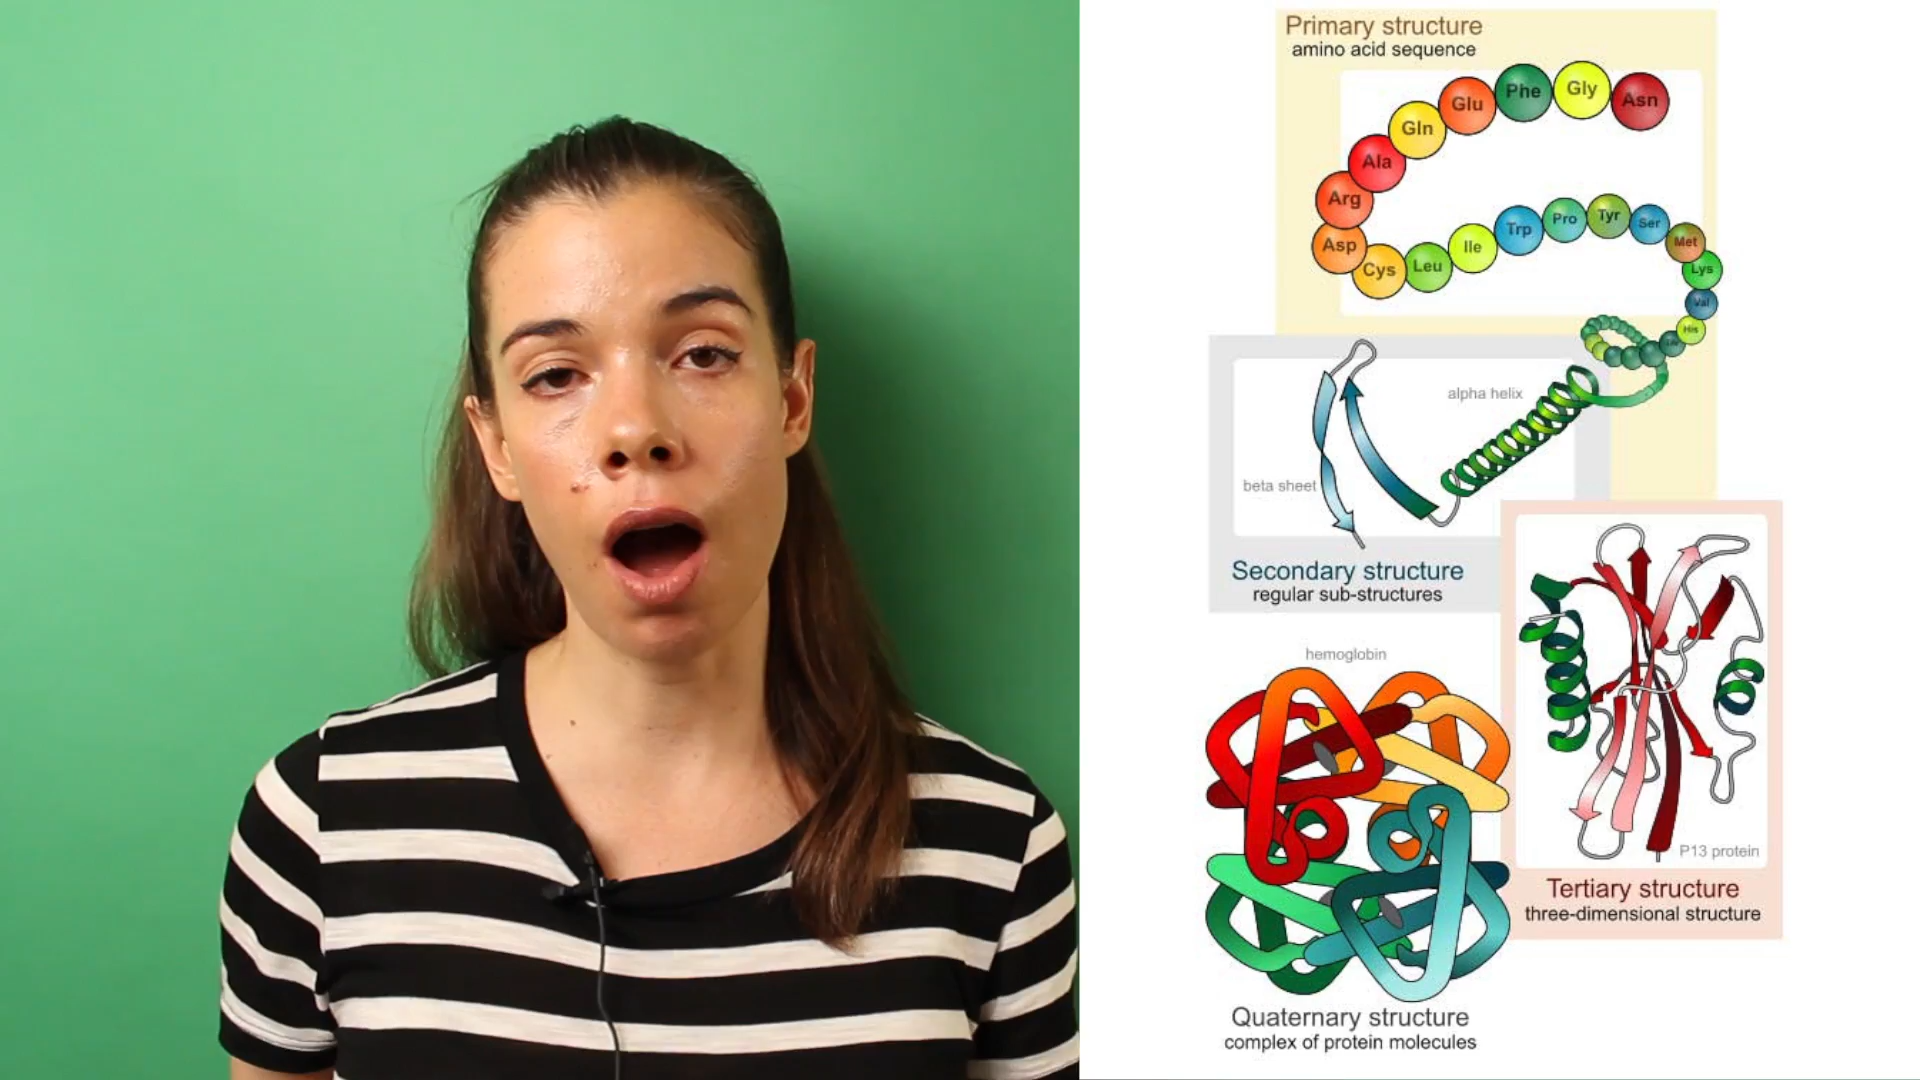 Primary structure
amino acid sequence
Asn
Gly
Phe
Glu
Gln
Ala
Arg
Asp
Cys
Leu
Ile
Trp
Pro
Tyr
Ser
Met
Lys
Val
His
alpha helix
beta sheet
Secondary structure
regular sub-structures
P13 protein
Tertiary structure
three-dimensional structure
hemoglobin
Quaternary structure
complex of protein molecules